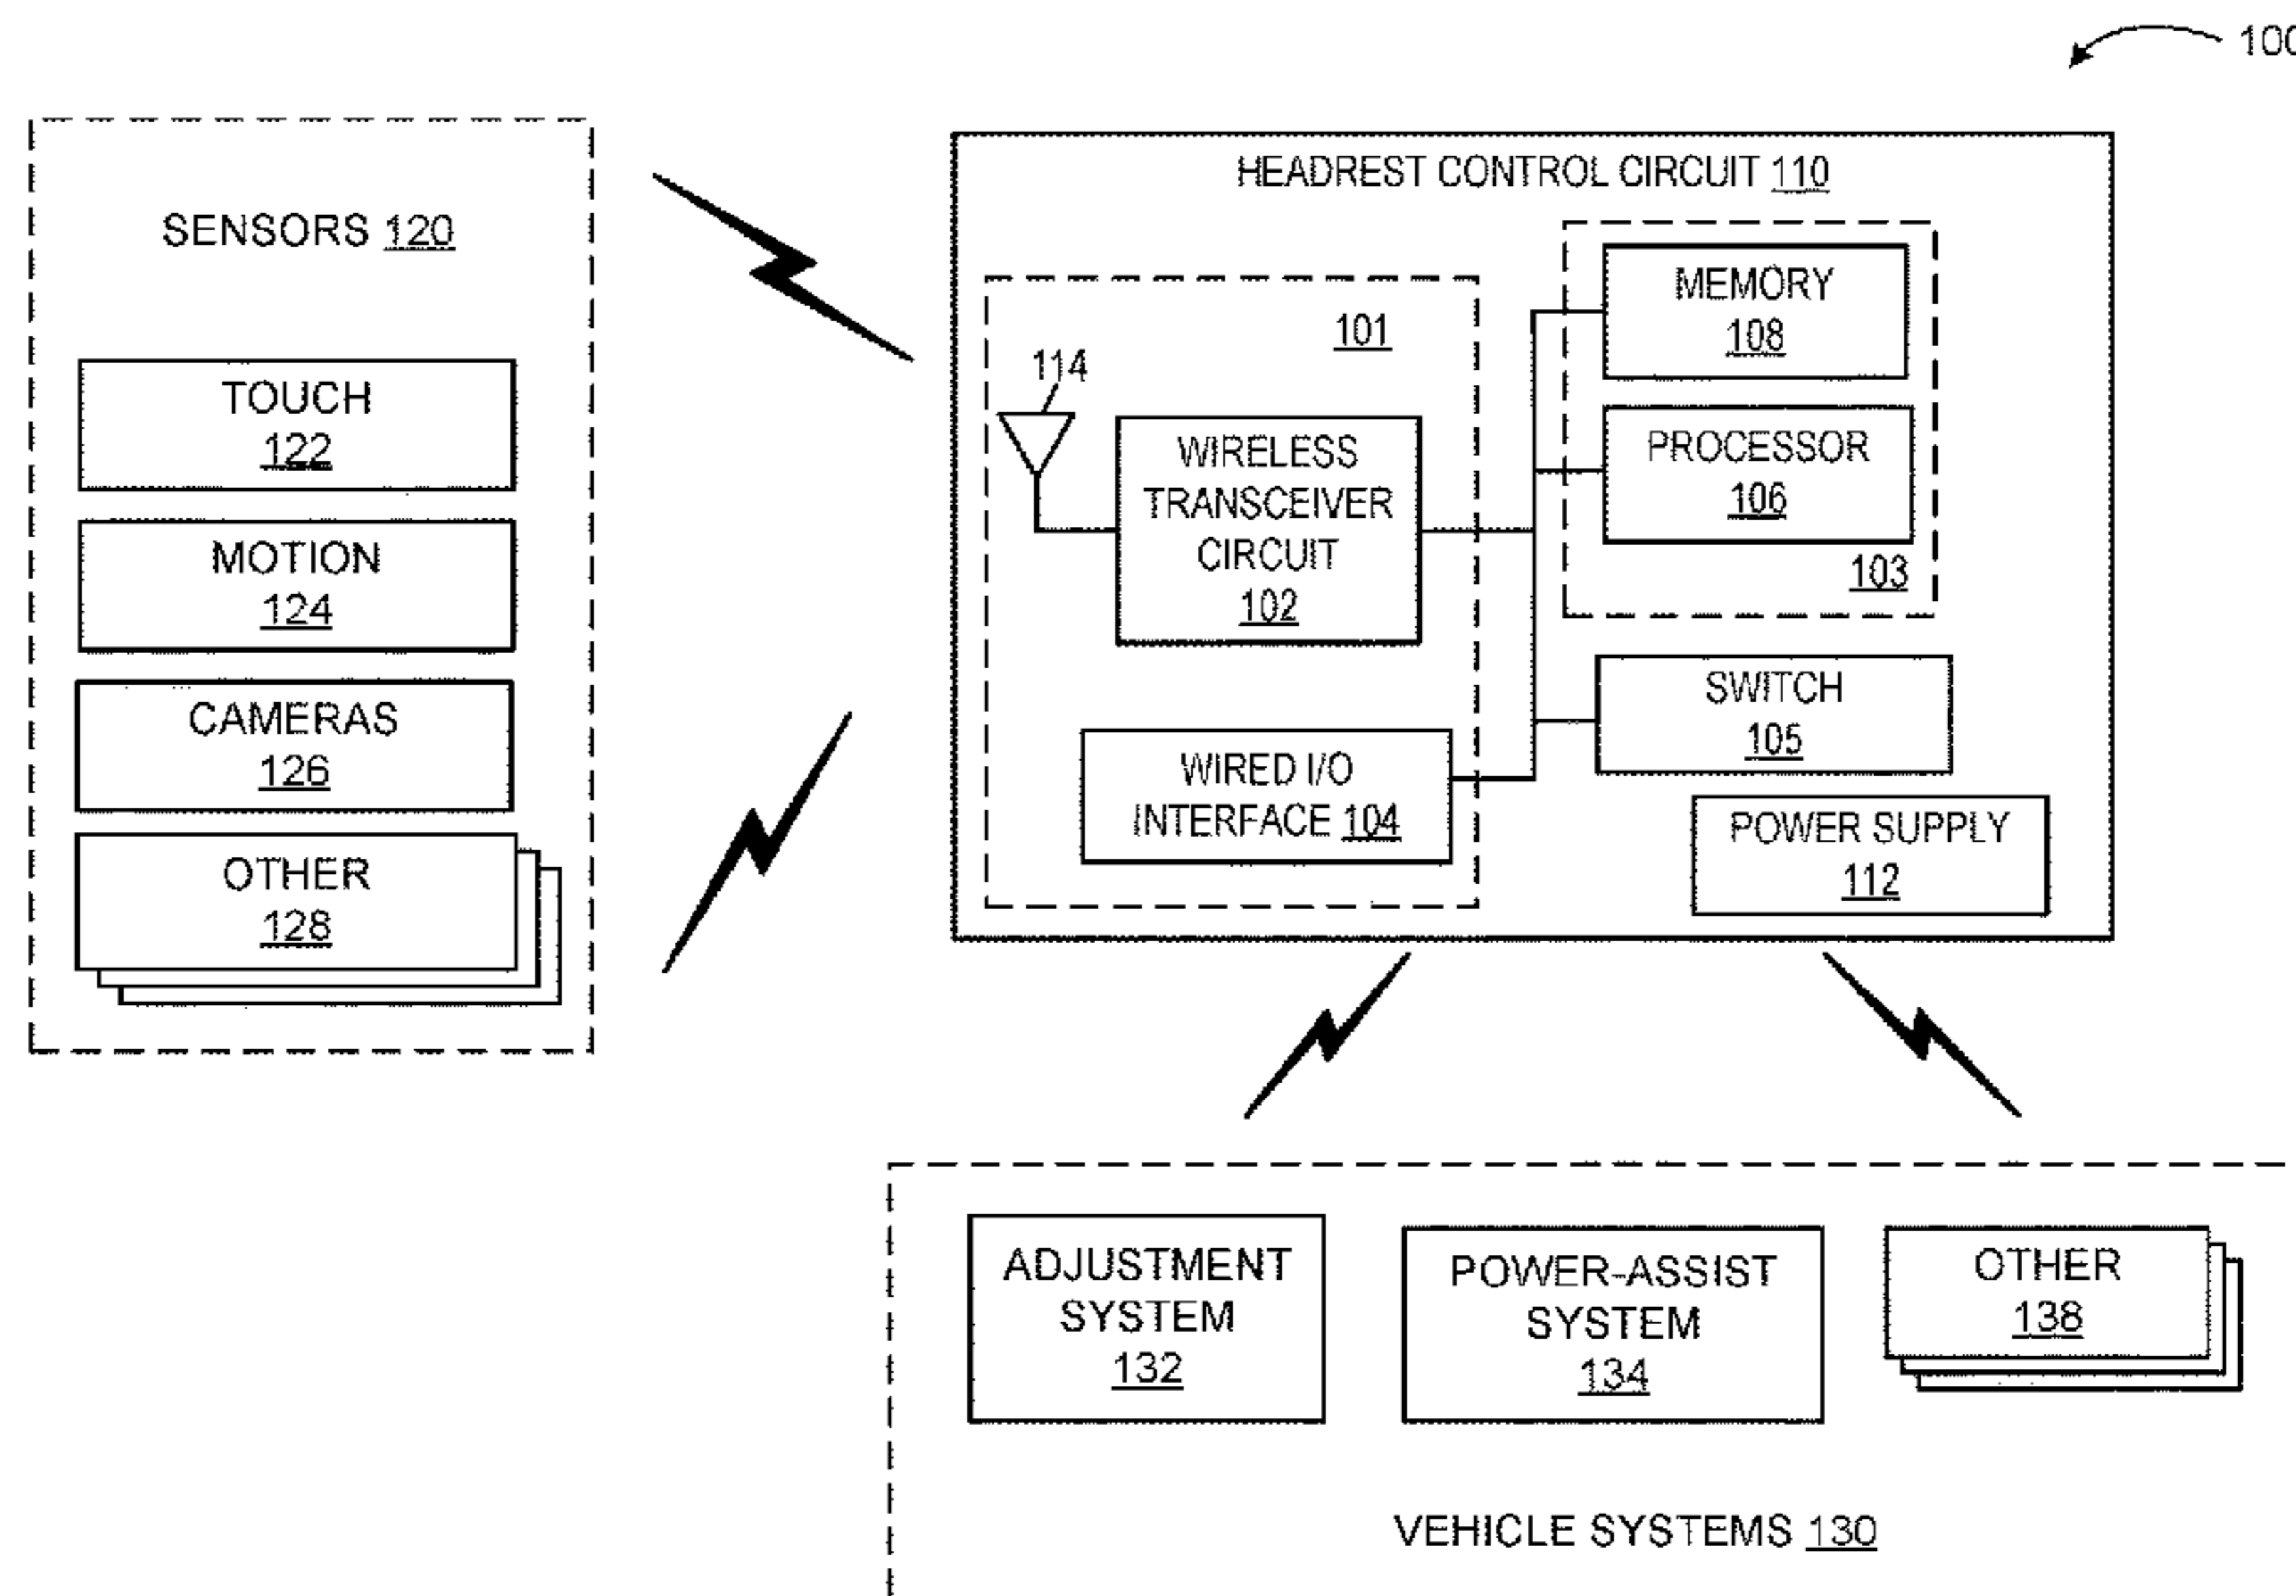 100
SENSORS 120
TOUCH
122
MOTION
124
CAMERAS
126
OTHER
128
HEADREST CONTROL CIRCUIT 110
101
114
WIRELESS
TRANSCEIVER
CIRCUIT
102
WIRED I/O
INTERFACE 104
MEMORY
108
PROCESSOR
106
103
SWITCH
105
POWER SUPPLY
112
ADJUSTMENT
SYSTEM
132
POWER-ASSIST
SYSTEM
134
OTHER
138
VEHICLE SYSTEMS 130